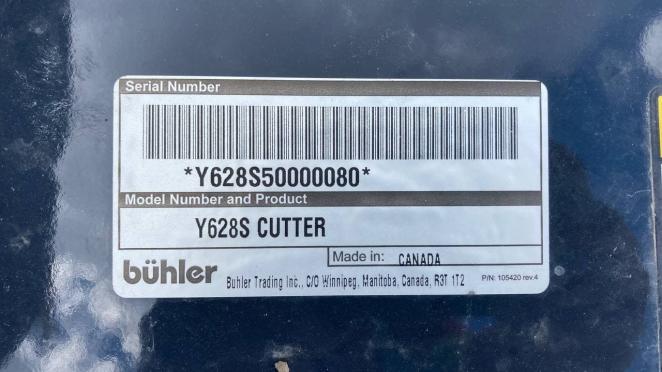 Serial Number
*Y628S50000080*
Model Number and Product
Y628S CUTTER
Made in: CANADA
bühler
Buhler Trading Inc., C/O Winnipeg, Manitoba, Canada, R3T 1T2
P/N: 105420 rev.4